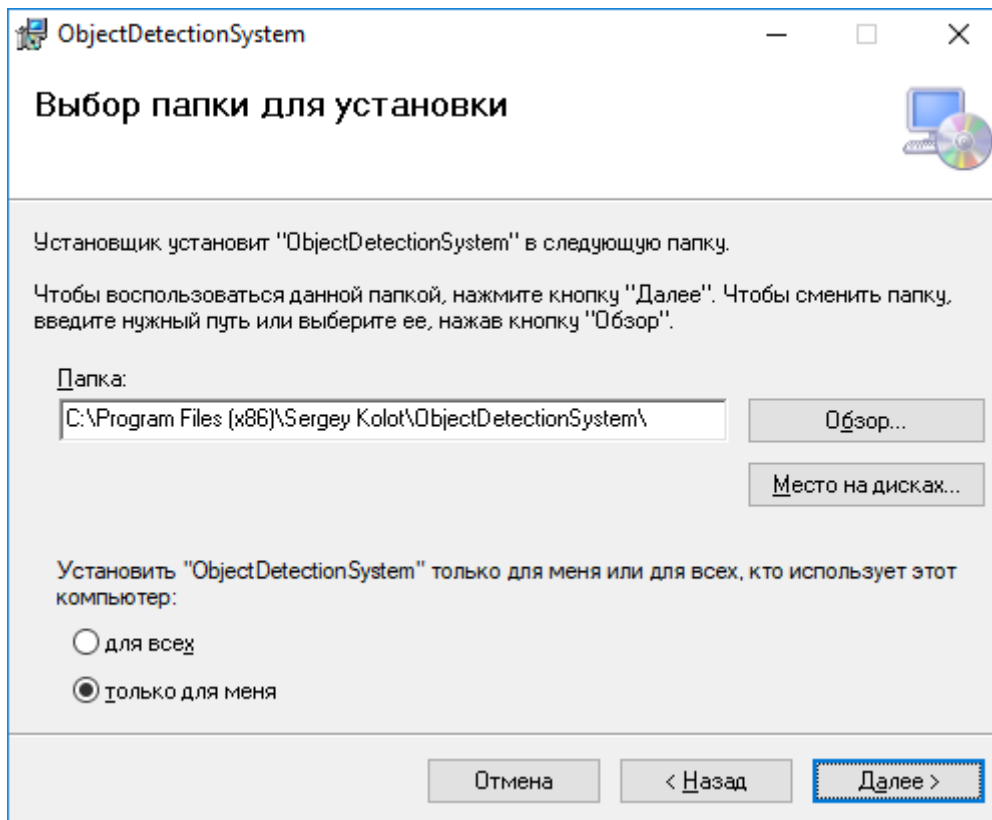 ObjectDetectionSystem
Выбор папки для установки
Установщик установит "ObjectDetectionSystem" в следующую папку.
Чтобы воспользоваться данной папкой, нажмите кнопку "Далее". Чтобы сменить папку,
введите нужный путь или выберите ее, нажав кнопку "Обзор".
Папка:
C:\Program Files (x86)\Sergey Kolot\ObjectDetectionSystem\
Обзор...
Место на дисках...
Установить "ObjectDetectionSystem" только для меня или для всех, кто использует этот
компьютер:
для всех
только для меня
Отмена
< Назад
Далее >